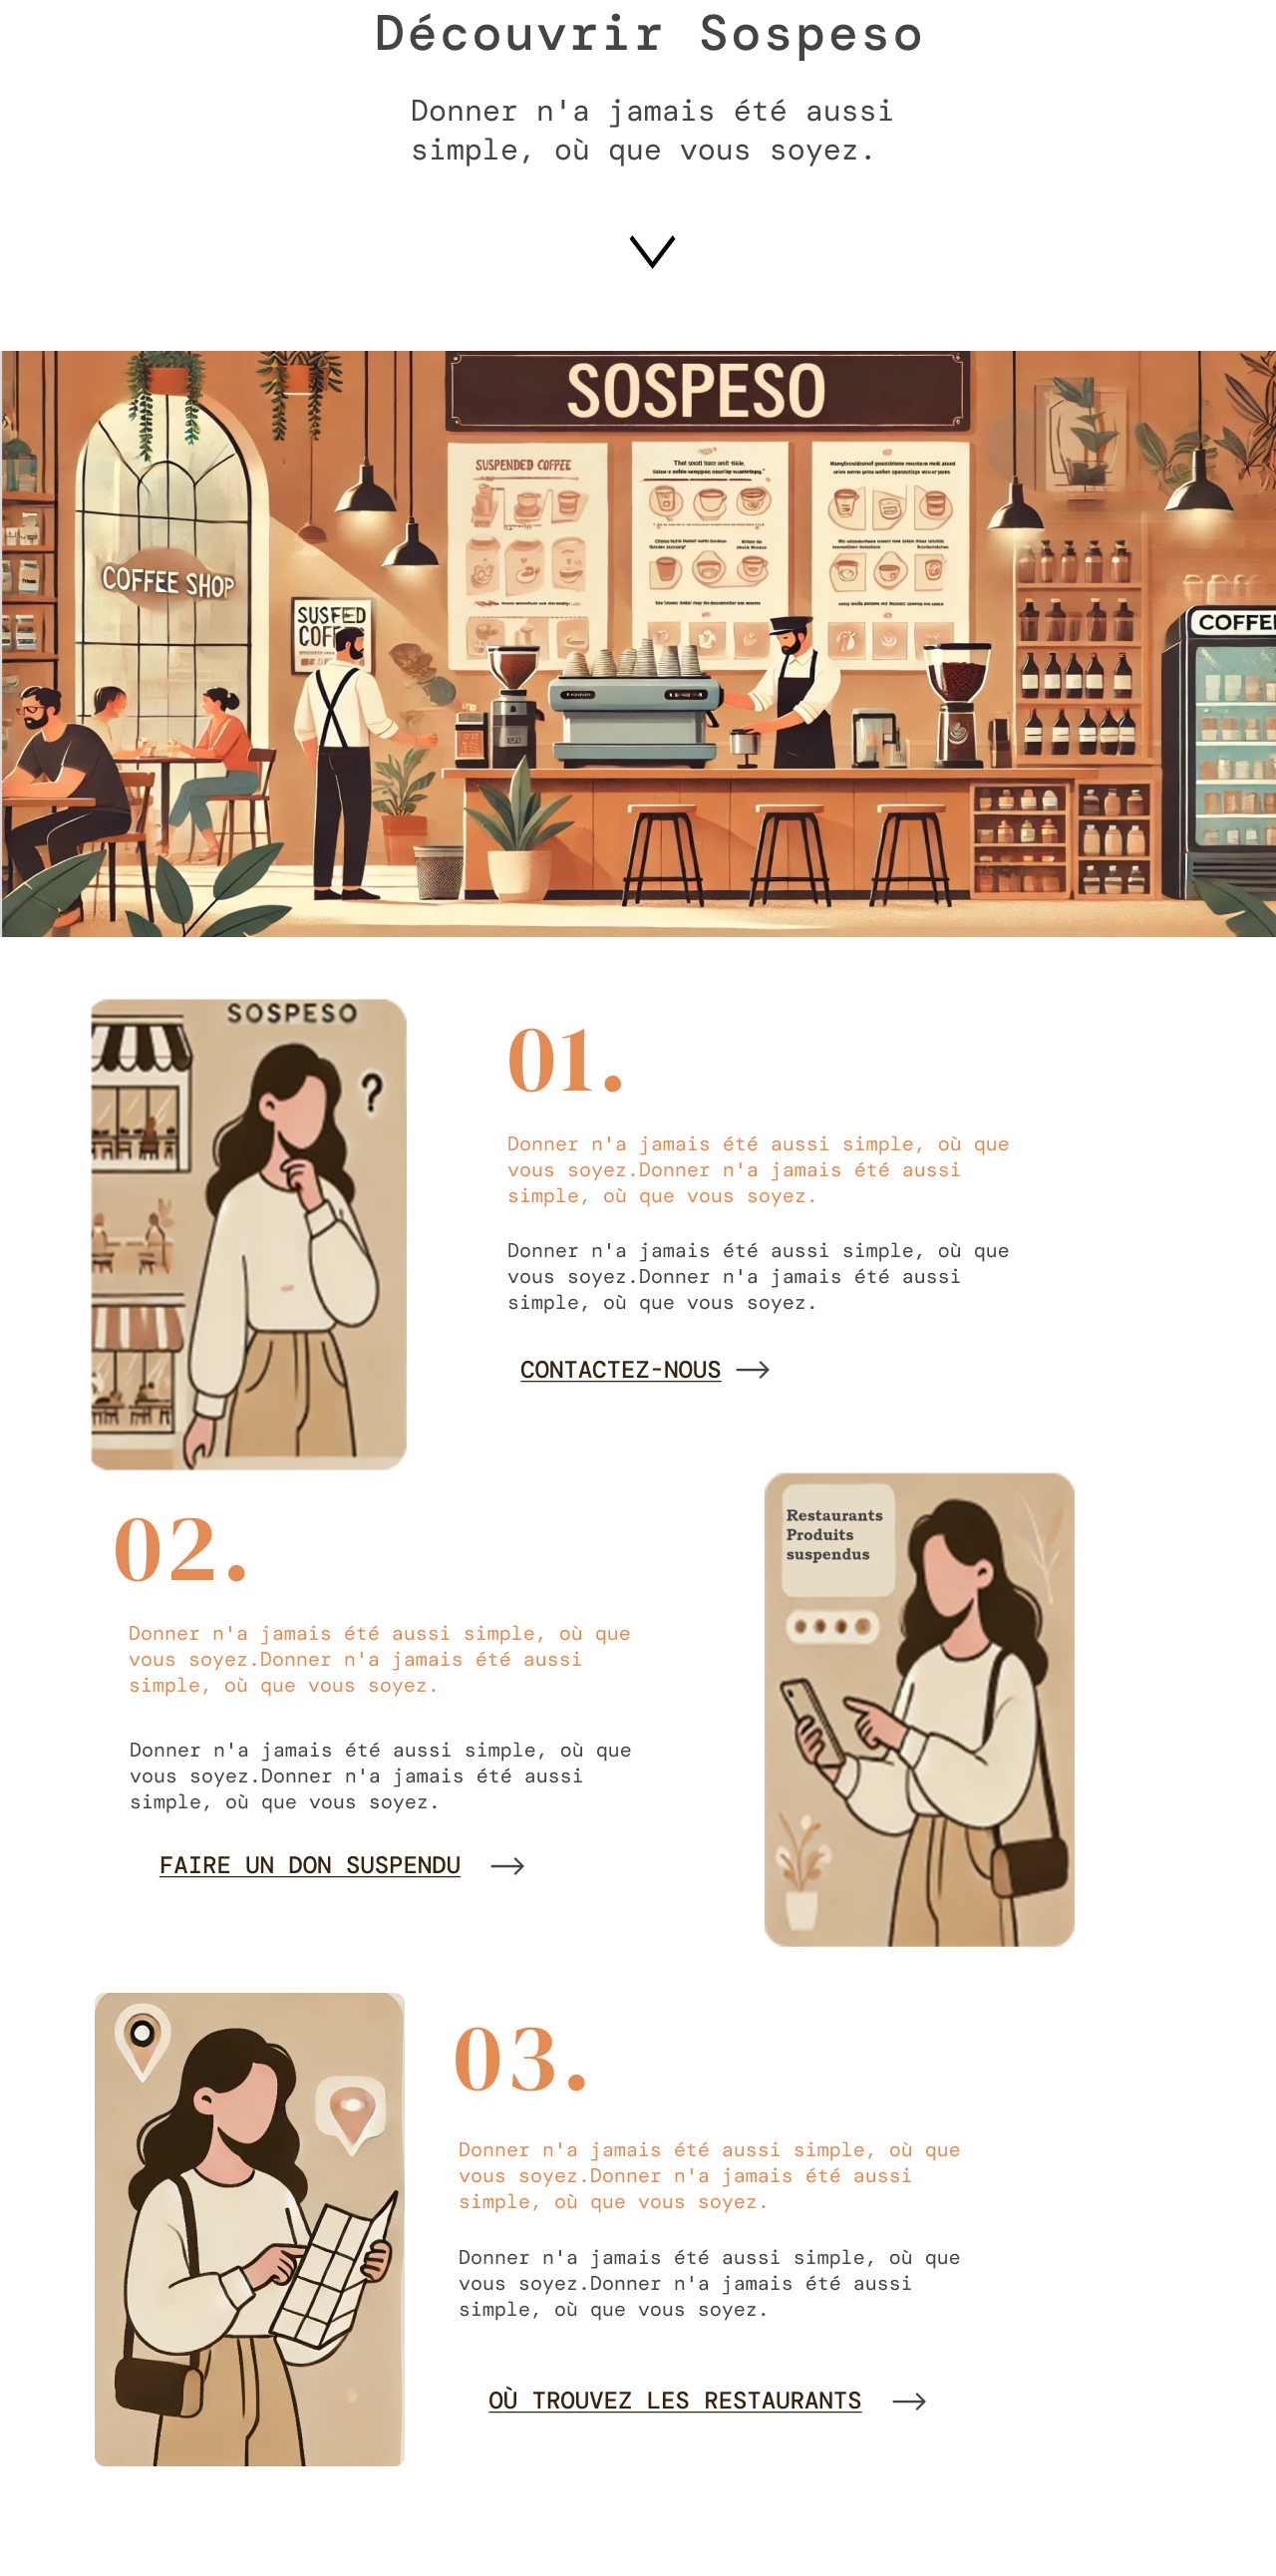 Découvrir Sospeso
Donner n'a jamais été aussi
simple, où que vous soyez.
SOSPESO
SUSPENDED COFFEE
COFFEE SHOP
SUSFED
COFF
COFFEE
SOSPESO
?
01.
Donner n'a jamais été aussi simple, où que
vous soyez.Donner n'a jamais été aussi
simple, où que vous soyez.
Donner n'a jamais été aussi simple, où que
vous soyez.Donner n'a jamais été aussi
simple, où que vous soyez.
CONTACTEZ-NOUS
02.
Donner n'a jamais été aussi simple, où que
vous soyez.Donner n'a jamais été aussi
simple, où que vous soyez.
Donner n'a jamais été aussi simple, où que
vous soyez.Donner n'a jamais été aussi
simple, où que vous soyez.
FAIRE UN DON SUSPENDU
Restaurants
Produits
suspendus
03.
Donner n'a jamais été aussi simple, où que
vous soyez.Donner n'a jamais été aussi
simple, où que vous soyez.
Donner n'a jamais été aussi simple, où que
vous soyez.Donner n'a jamais été aussi
simple, où que vous soyez.
OÙ TROUVEZ LES RESTAURANTS